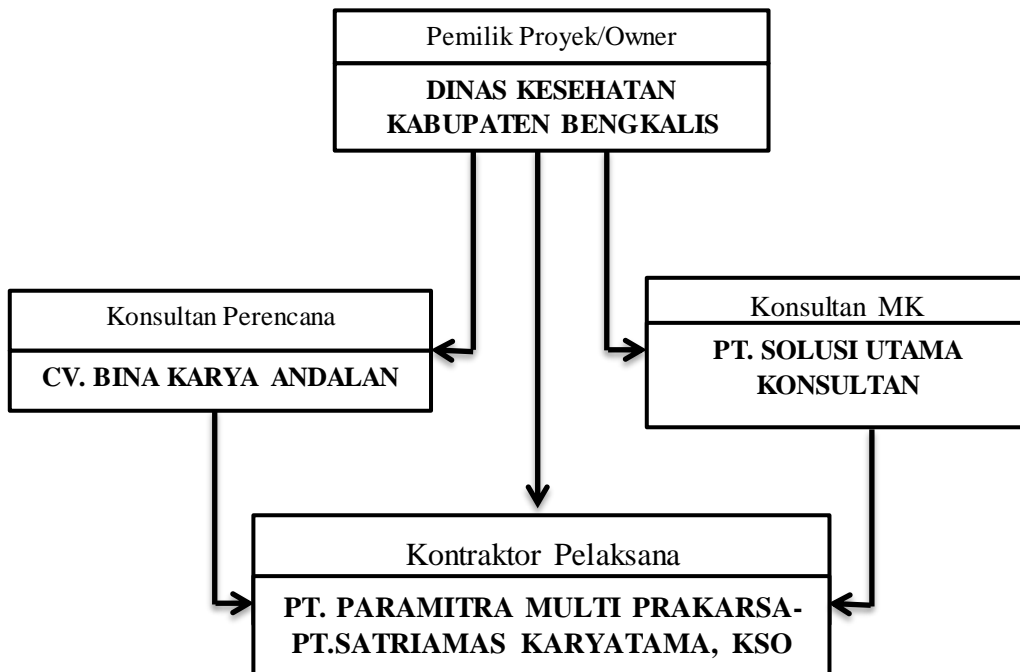 Pemilik Proyek/Owner
DINAS KESEHATAN
KABUPATEN BENGKALIS
Konsultan Perencana
CV. BINA KARYA ANDALAN
Konsultan MK
PT. SOLUSI UTAMA
KONSULTAN
Kontraktor Pelaksana
PT. PARAMITRA MULTI PRAKARSA-
PT.SATRIAMAS KARYATAMA, KSO